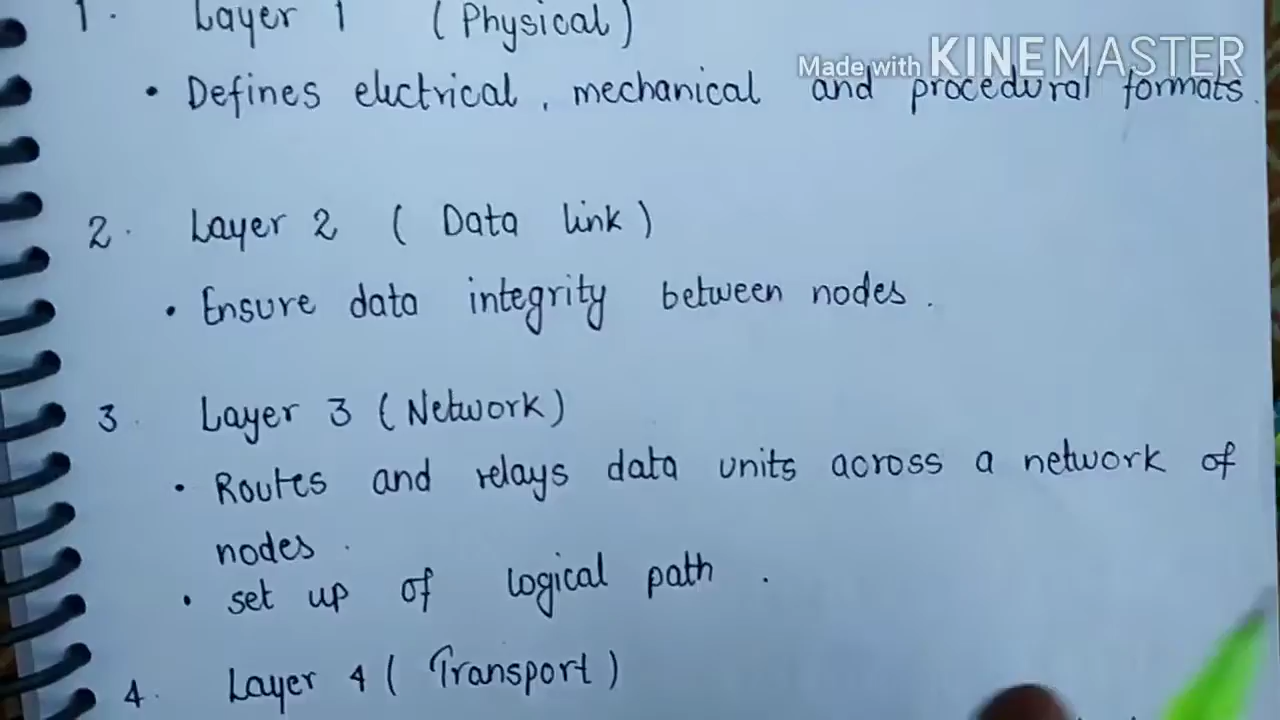 1. Layer 1 (Physical)
Made with KINEMASTER
• Defines electrical, mechanical and procedural formats.
2. Layer 2 (Data link)
• Ensure data integrity between nodes.
3. Layer 3 (Network)
• Routes and relays data units across a network of
nodes.
• set up of logical path.
4. Layer 4 (Transport)